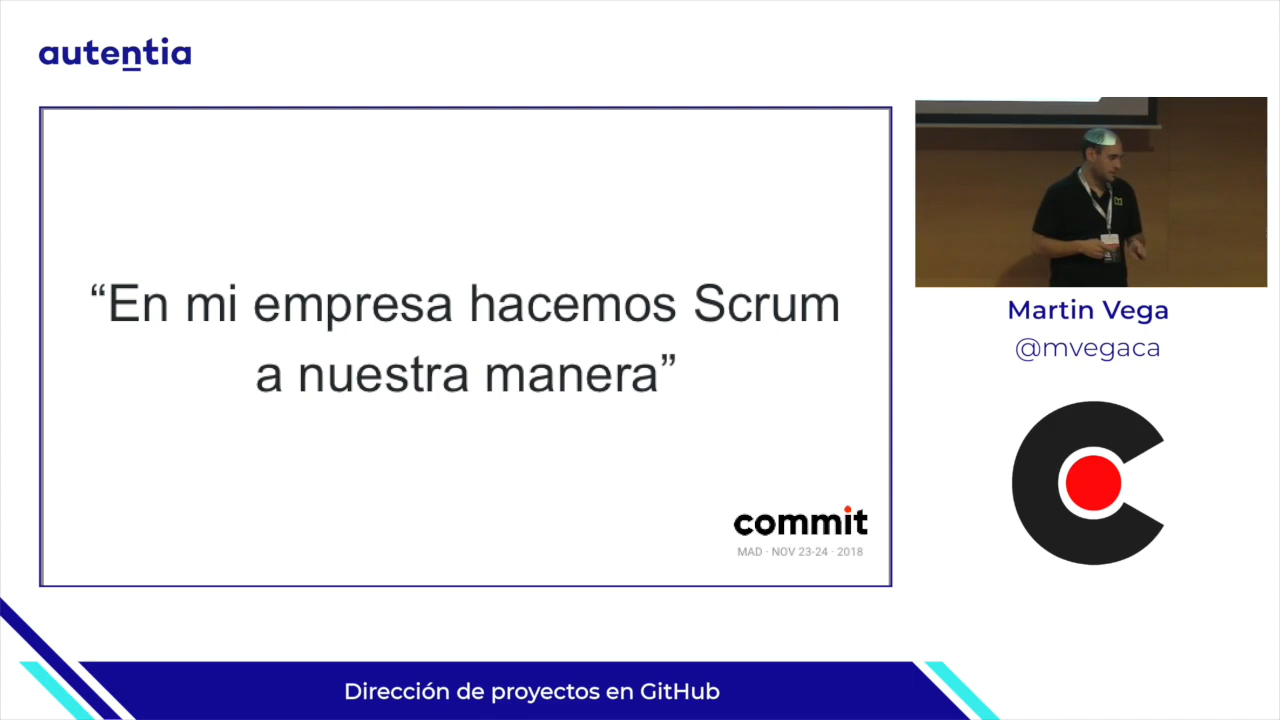 autentia
“En mi empresa hacemos Scrum
a nuestra manera”
commit
MAD · NOV 23-24 · 2018
Martin Vega
@mvegaca
Dirección de proyectos en GitHub